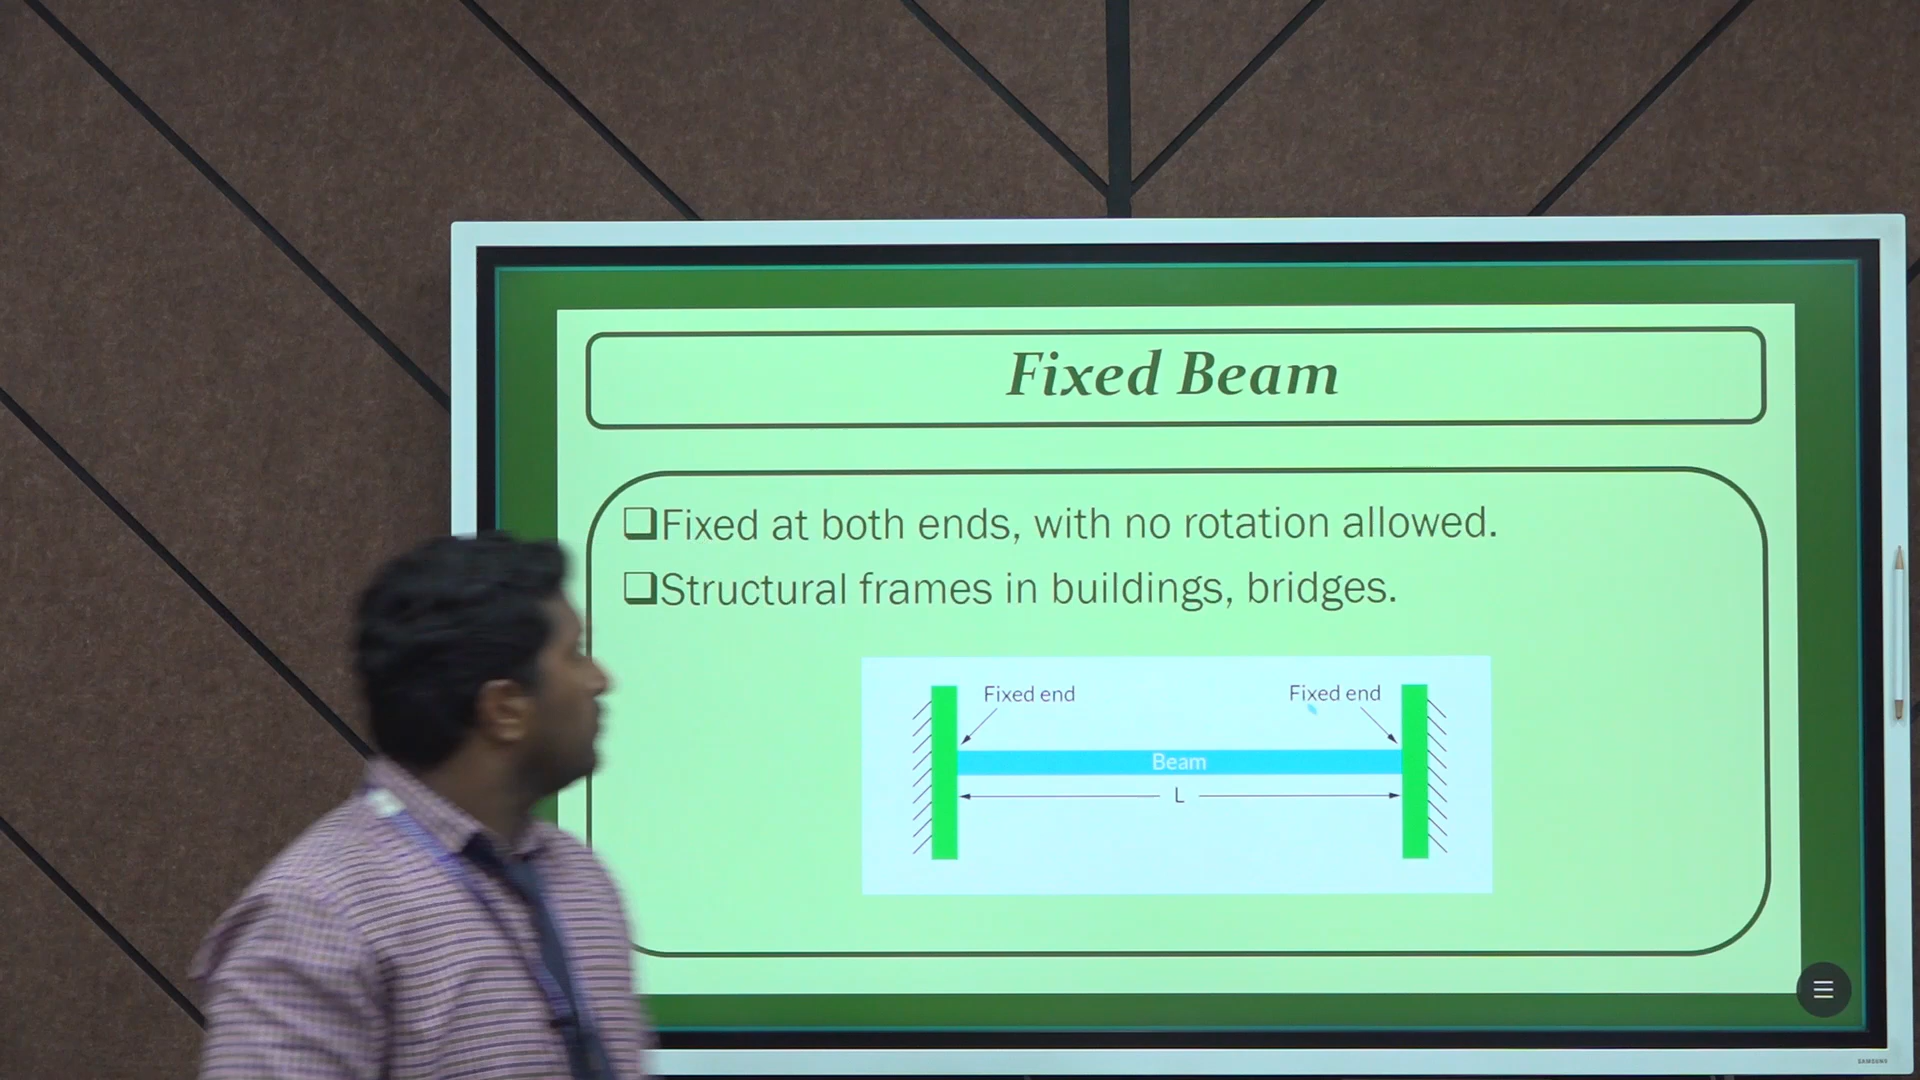 Fixed Beam
❑Fixed at both ends, with no rotation allowed.
❑Structural frames in buildings, bridges.
Fixed end
Fixed end
Beam
L
SAMSUNG